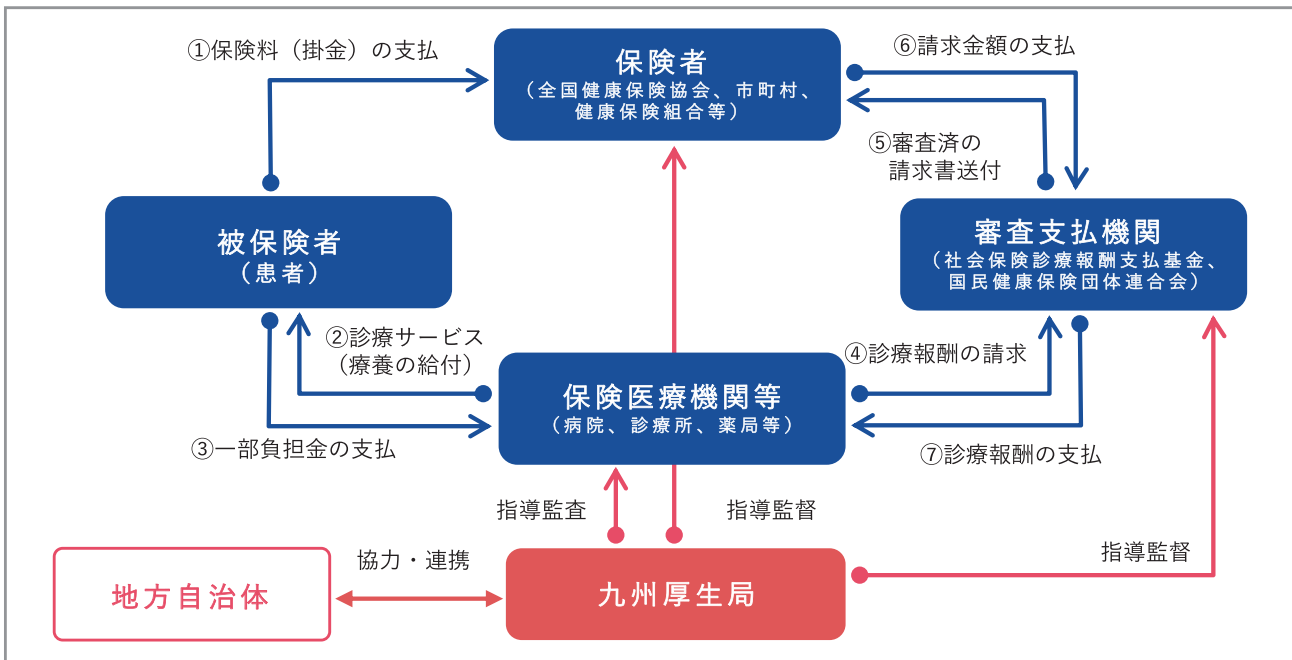 ①保険料（掛金）の支払
保険者
（全国健康保険協会、市町村、
健康保険組合等）
⑥請求金額の支払
⑤審査済の
請求書送付
被保険者
（患者）
審査支払機関
（社会保険診療報酬支払基金、
国民健康保険団体連合会）
②診療サービス
（療養の給付）
③一部負担金の支払
保険医療機関等
（病院、診療所、薬局等）
④診療報酬の請求
⑦診療報酬の支払
指導監査
指導監督
指導監督
地方自治体
協力・連携
九州厚生局